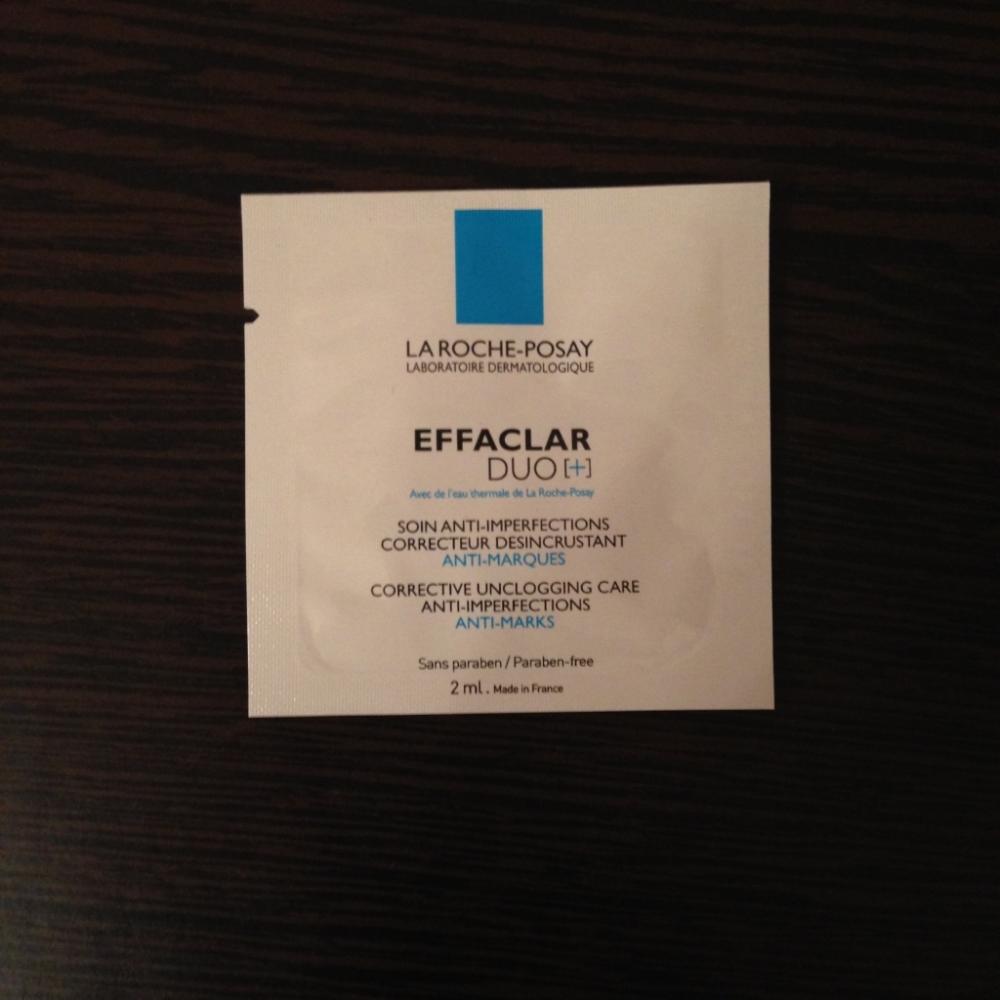 LA ROCHE-POSAY
LABORATOIRE DERMATOLOGIQUE
EFFACLAR
DUO [+]
Avec de l'eau thermale de La Roche-Posay
SOIN ANTI-IMPERFECTIONS
CORRECTEUR DESINCRUSTANT
ANTI-MARQUES
CORRECTIVE UNCLOGGING CARE
ANTI-IMPERFECTIONS
ANTI-MARKS
Sans paraben / Paraben-free
2 ml . Made in France